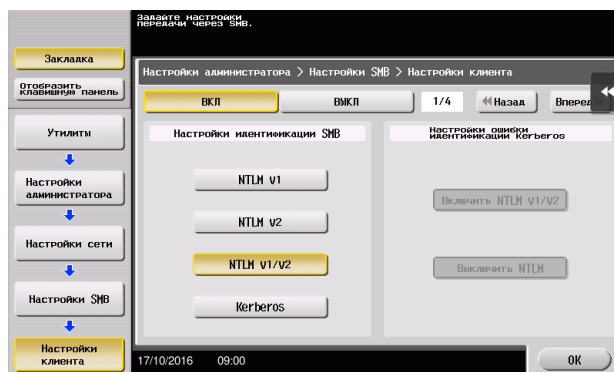 Задайте настройки
передачи через SMB.
Закладка
Отобразить
клавишную панель
Настройки администратора > Настройки SMB > Настройки клиента
ВКЛ
ВЫКЛ
1/4
Назад
Вперед
Утилиты
Настройки
администратора
Настройки сети
Настройки SMB
Настройки
клиента
Настройки идентификации SMB
NTLM v1
NTLM v2
NTLM v1/v2
Kerberos
Настройки ошибки
идентификации Kerberos
Включить NTLM v1/v2
Выключить NTLM
17/10/2016 09:00
OK